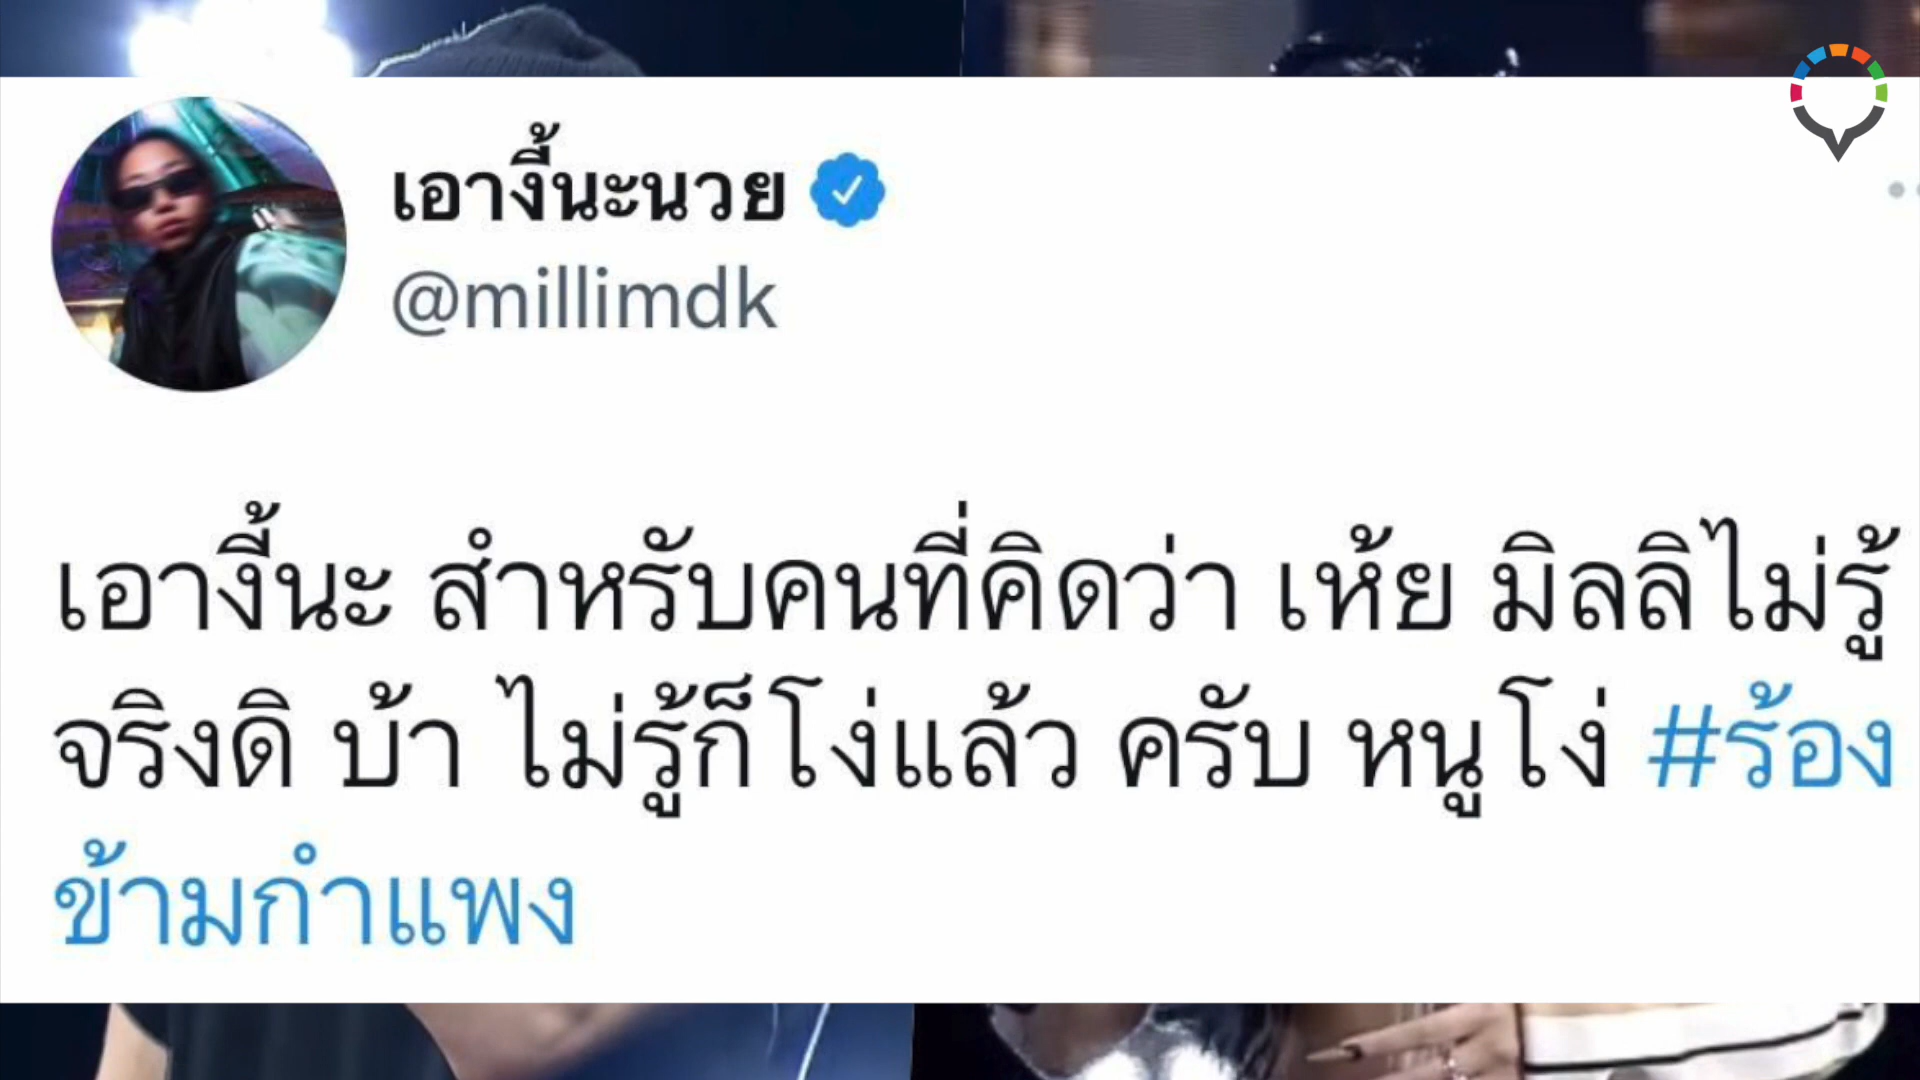 เอางี้นะนวย
@millimdk
เอางี้นะ สำหรับคนที่คิดว่า เห้ย มิลลิไม่รู้
จริงดิ บ้า ไม่รู้ก็โง่แล้ว ครับ หนูโง่ #ร้อง
ข้ามกำแพง